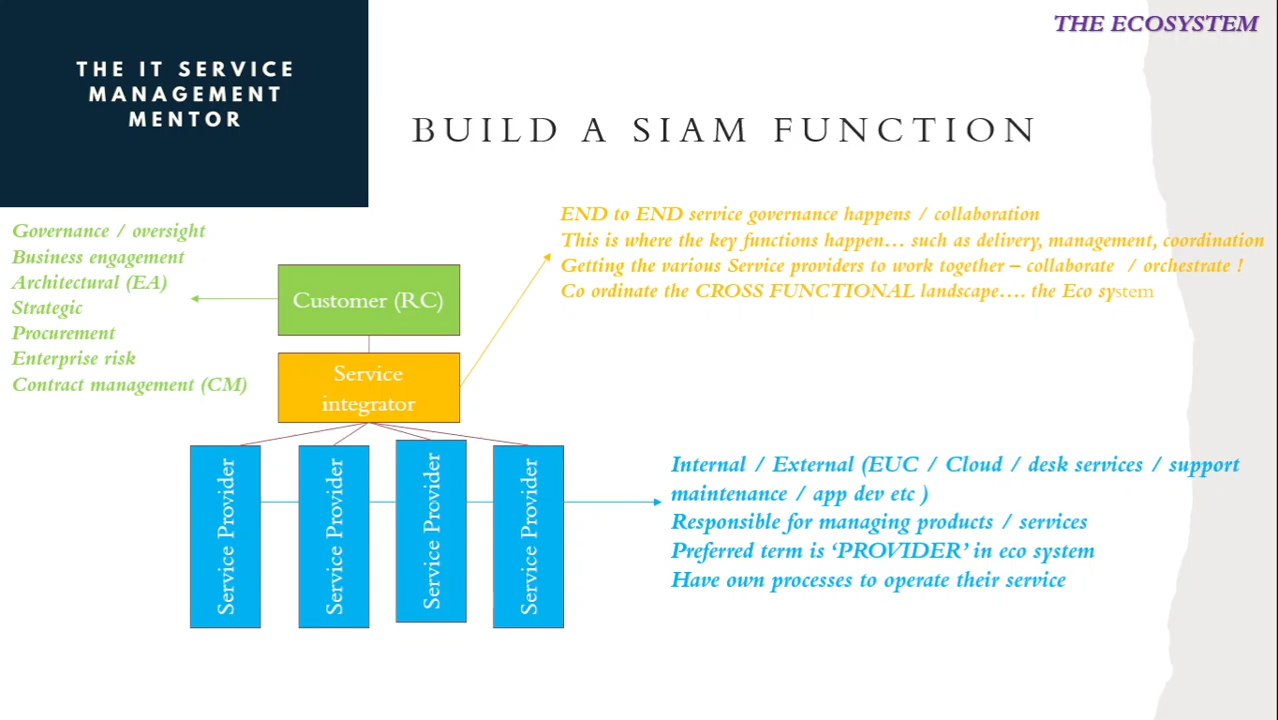 THE ECOSYSTEM
THE IT SERVICE
MANAGEMENT
MENTOR
BUILD A SIAM FUNCTION
Governance / oversight
Business engagement
Architectural (EA)
Strategic
Procurement
Enterprise risk
Contract management (CM)
Customer (RC)
Service
integrator
END to END service governance happens / collaboration
This is where the key functions happen… such as delivery, management, coordination
Getting the various Service providers to work together – collaborate / orchestrate !
Co ordinate the CROSS FUNCTIONAL landscape…. the Eco system
Service Provider
Service Provider
Service Provider
Service Provider
Internal / External (EUC / Cloud / desk services / support
maintenance / app dev etc )
Responsible for managing products / services
Preferred term is ‘PROVIDER’ in eco system
Have own processes to operate their service